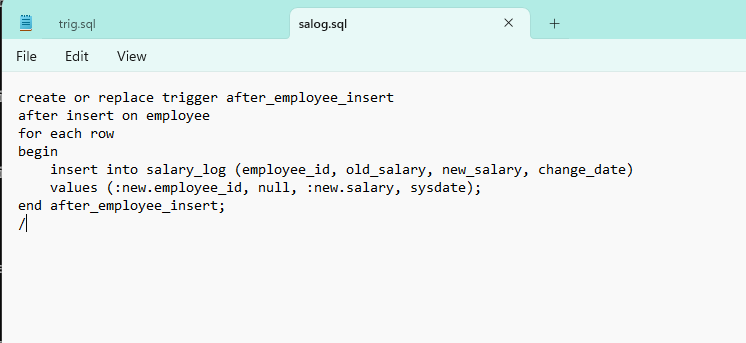 trig.sql
salog.sql
File
Edit
View
create or replace trigger after_employee_insert
after insert on employee
for each row
begin
    insert into salary_log (employee_id, old_salary, new_salary, change_date)
    values (:new.employee_id, null, :new.salary, sysdate);
end after_employee_insert;
/